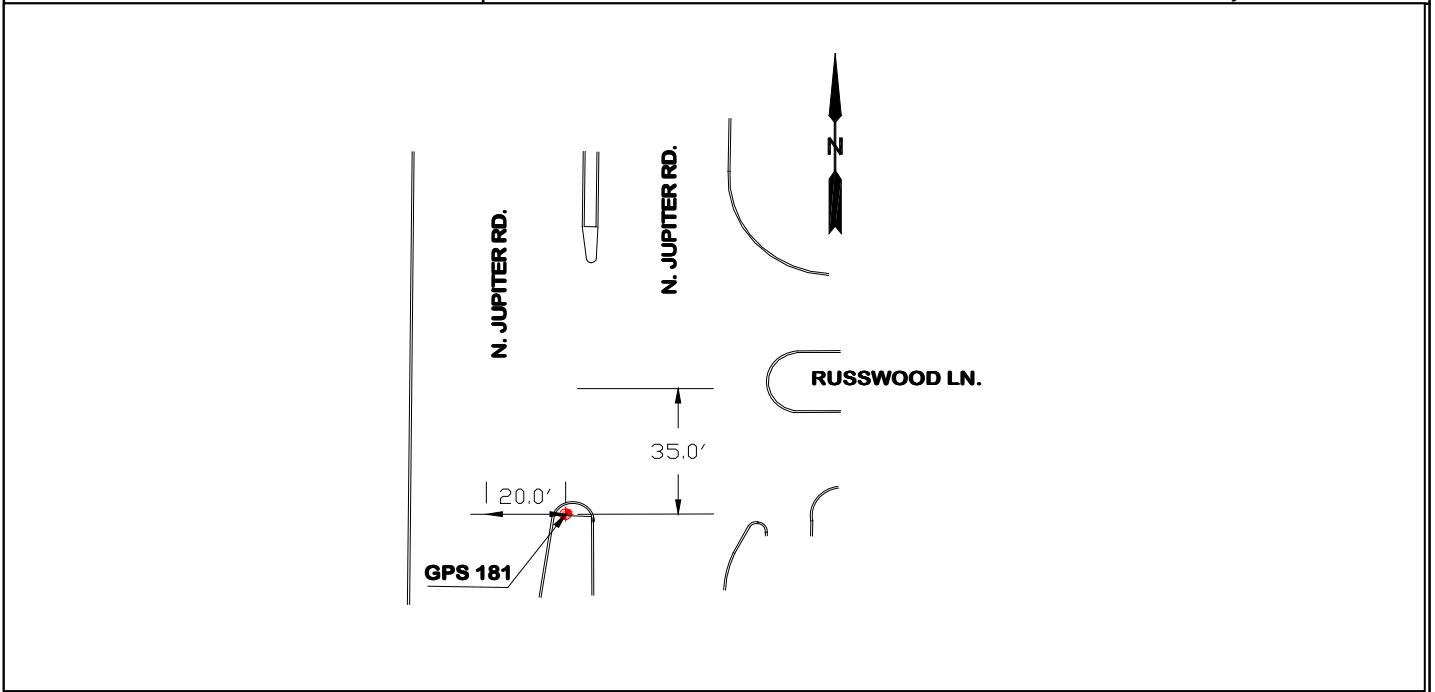 N
N. JUPITER RD.
N. JUPITER RD.
RUSSWOOD LN.
35.0'
20.0'
GPS 181